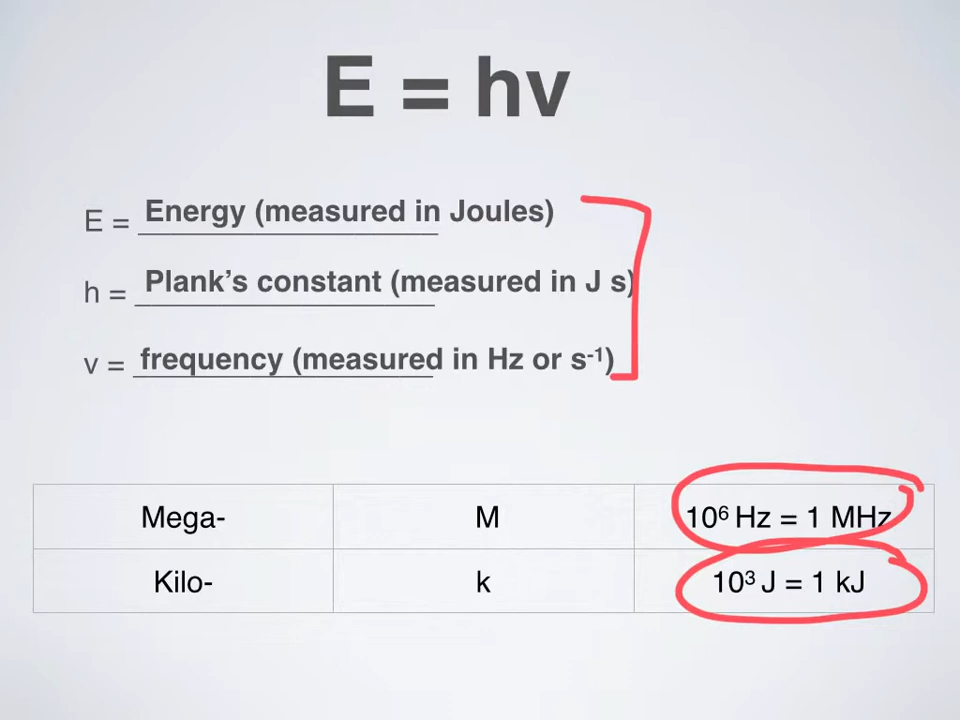 E = hv
E = Energy (measured in Joules)
h = Plank’s constant (measured in J s)
v = frequency (measured in Hz or s⁻¹)
Mega- M 10⁶ Hz = 1 MHz
Kilo- k 10³ J = 1 kJ